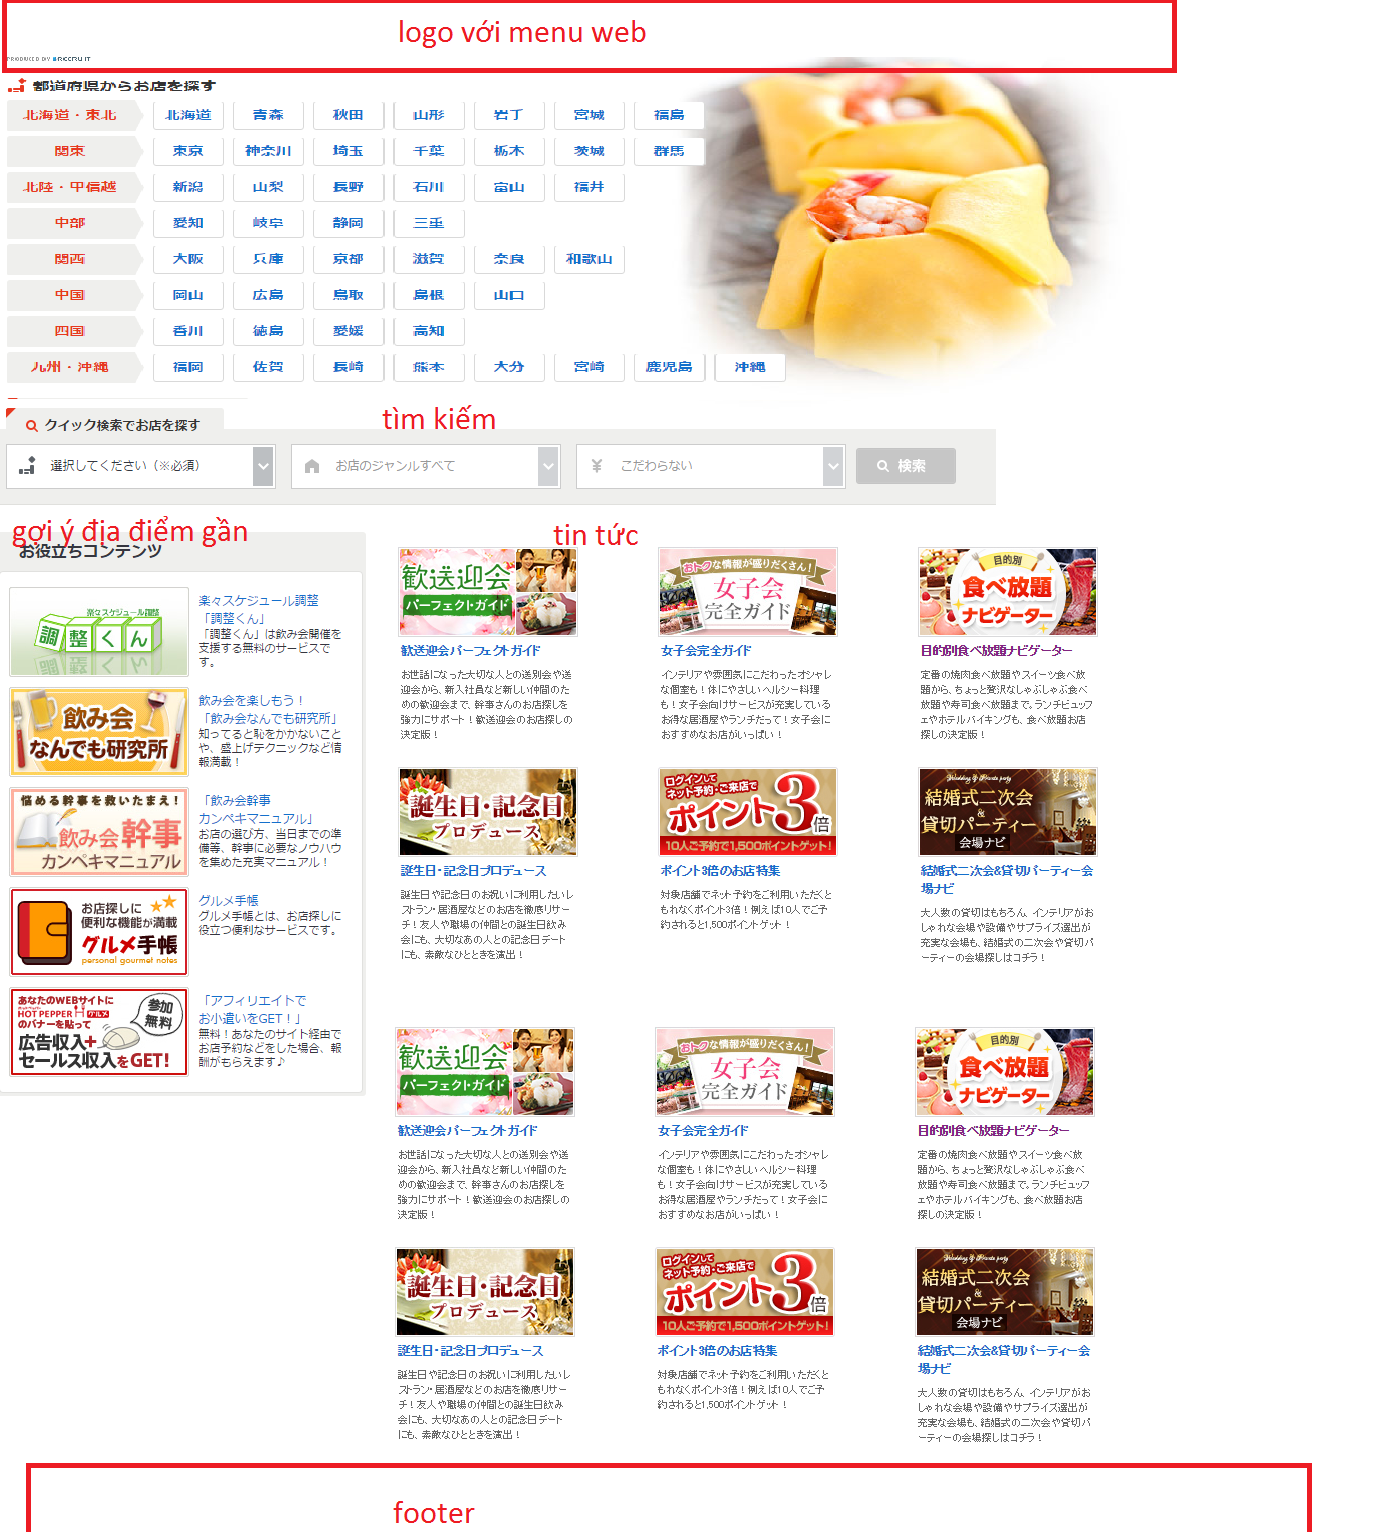 logo với menu web
PRODUCED BY RECRUIT
都道府県からお店を探す
北海道・東北 北海道 青森 秋田 山形 岩手 宮城 福島
関東 東京 神奈川 埼玉 千葉 栃木 茨城 群馬
北陸・甲信越 新潟 山梨 長野 石川 富山 福井
中部 愛知 岐阜 静岡 三重
関西 大阪 兵庫 京都 滋賀 奈良 和歌山
中国 岡山 広島 鳥取 島根 山口
四国 香川 徳島 愛媛 高知
九州・沖縄 福岡 佐賀 長崎 熊本 大分 宮崎 鹿児島 沖縄
tìm kiếm
クイック検索でお店を探す
選択してください（※必須） お店のジャンルすべて こだわらない 検索
gợi ý địa điểm gần
お役立ちコンテンツ
楽々スケジュール調整
調整くん
楽々スケジュール調整
「調整くん」
「調整くん」は飲み会開催を
支援する無料のサービスで
す。
飲み会
なんでも研究所
飲み会を楽しもう！
「飲み会なんでも研究所」
知ってると恥をかかないこと
や、盛上げテクニックなど情
報満載！
悩める幹事を救いたまえ！
飲み会幹事
カンペキマニュアル
「飲み会幹事
カンペキマニュアル」
お店の選び方、当日までの準
備等、幹事に必要なノウハウ
を集めた充実マニュアル！
お店探しに
便利な機能が満載
グルメ手帳
personal gourmet notes
グルメ手帳
グルメ手帳とは、お店探しに
役立つ便利なサービスです。
あなたのWEBサイトに
HOT PEPPER グルメ
のバナーを貼って
広告収入+
セールス収入をGET!
参加
無料
「アフィリエイトで
お小遣いをGET！」
無料！あなたのサイト経由で
お店予約などをした場合、報
酬がもらえます♪
tin tức
歓送迎会
パーフェクトガイド
歓送迎会パーフェクトガイド
お世話になった大切な人との送別会や送
迎会から、新入社員など新しい仲間のた
めの歓迎会まで、幹事さんのお店探しを
強力にサポート！歓送迎会のお店探しの
決定版！
おトクな情報が盛りだくさん！
女子会
完全ガイド
女子会完全ガイド
インテリアや雰囲気にこだわったオシャレ
な個室も！体にやさしいヘルシー料理
も！女子会向けサービスが充実している
お得な居酒屋やランチだって！女子会に
おすすめなお店がいっぱい！
目的別
食べ放題
ナビゲーター
目的別食べ放題ナビゲーター
定番の焼肉食べ放題やスイーツ食べ放
題から、ちょっと贅沢なしゃぶしゃぶ食べ
放題や寿司食べ放題まで。ランチビュッフ
ェやホテルバイキングも、食べ放題お店
探しの決定版！
誕生日・記念日
プロデュース
誕生日・記念日プロデュース
誕生日や記念日のお祝いに利用したいレ
ストラン・居酒屋などのお店を徹底リサー
チ！友人や職場の仲間との誕生日飲み
会にも、大切なあの人との記念日デート
にも、素敵なひとときを演出！
ログインして
ネット予約・ご来店で
ポイント3倍
10人ご予約で1,500ポイントゲット！
ポイント3倍のお店特集
対象店舗でネット予約をご利用いただくと
もれなくポイント3倍！例えば10人でご予
約されると1,500ポイントゲット！
Wedding & Private party
結婚式二次会
&
貸切パーティー
会場ナビ
結婚式二次会&貸切パーティー会
場ナビ
大人数の貸切はもちろん、インテリアがお
しゃれな会場や設備やサプライズ選出が
充実な会場も、結婚式の二次会や貸切パ
ーティーの会場探しはコチラ！
歓送迎会
パーフェクトガイド
歓送迎会パーフェクトガイド
お世話になった大切な人との送別会や送
迎会から、新入社員など新しい仲間のた
めの歓迎会まで、幹事さんのお店探しを
強力にサポート！歓送迎会のお店探しの
決定版！
おトクな情報が盛りだくさん！
女子会
完全ガイド
女子会完全ガイド
インテリアや雰囲気にこだわったオシャレ
な個室も！体にやさしいヘルシー料理
も！女子会向けサービスが充実している
お得な居酒屋やランチだって！女子会に
おすすめなお店がいっぱい！
目的別
食べ放題
ナビゲーター
目的別食べ放題ナビゲーター
定番の焼肉食べ放題やスイーツ食べ放
題から、ちょっと贅沢なしゃぶしゃぶ食べ
放題や寿司食べ放題まで。ランチビュッフ
ェやホテルバイキングも、食べ放題お店
探しの決定版！
誕生日・記念日
プロデュース
誕生日・記念日プロデュース
誕生日や記念日のお祝いに利用したいレ
ストラン・居酒屋などのお店を徹底リサー
チ！友人や職場の仲間との誕生日飲み
会にも、大切なあの人との記念日デート
にも、素敵なひとときを演出！
ログインして
ネット予約・ご来店で
ポイント3倍
10人ご予約で1,500ポイントゲット！
ポイント3倍のお店特集
対象店舗でネット予約をご利用いただくと
もれなくポイント3倍！例えば10人でご予
約されると1,500ポイントゲット！
Wedding & Private party
結婚式二次会
&
貸切パーティー
会場ナビ
結婚式二次会&貸切パーティー会
場ナビ
大人数の貸切はもちろん、インテリアがお
しゃれな会場や設備やサプライズ選出が
充実な会場も、結婚式の二次会や貸切パ
ーティーの会場探しはコチラ！
footer